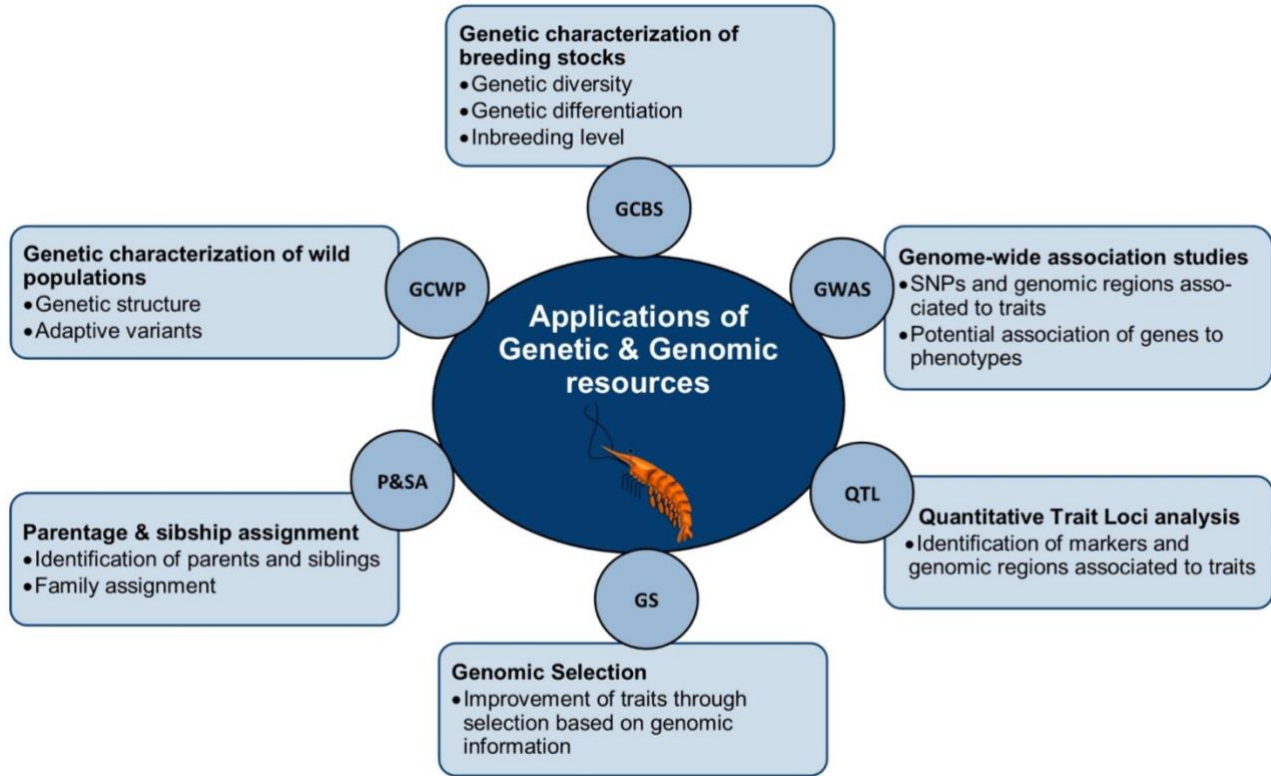 Genetic characterization of
breeding stocks
•Genetic diversity
•Genetic differentiation
•Inbreeding level
GCBS
Genetic characterization of wild
populations
•Genetic structure
•Adaptive variants
GCWP
GWAS
Genome-wide association studies
•SNPs and genomic regions asso-
ciated to traits
•Potential association of genes to
phenotypes
Applications of
Genetic & Genomic
resources
P&SA
Parentage & sibship assignment
•Identification of parents and siblings
•Family assignment
QTL
Quantitative Trait Loci analysis
•Identification of markers and
genomic regions associated to traits
GS
Genomic Selection
•Improvement of traits through
selection based on genomic
information